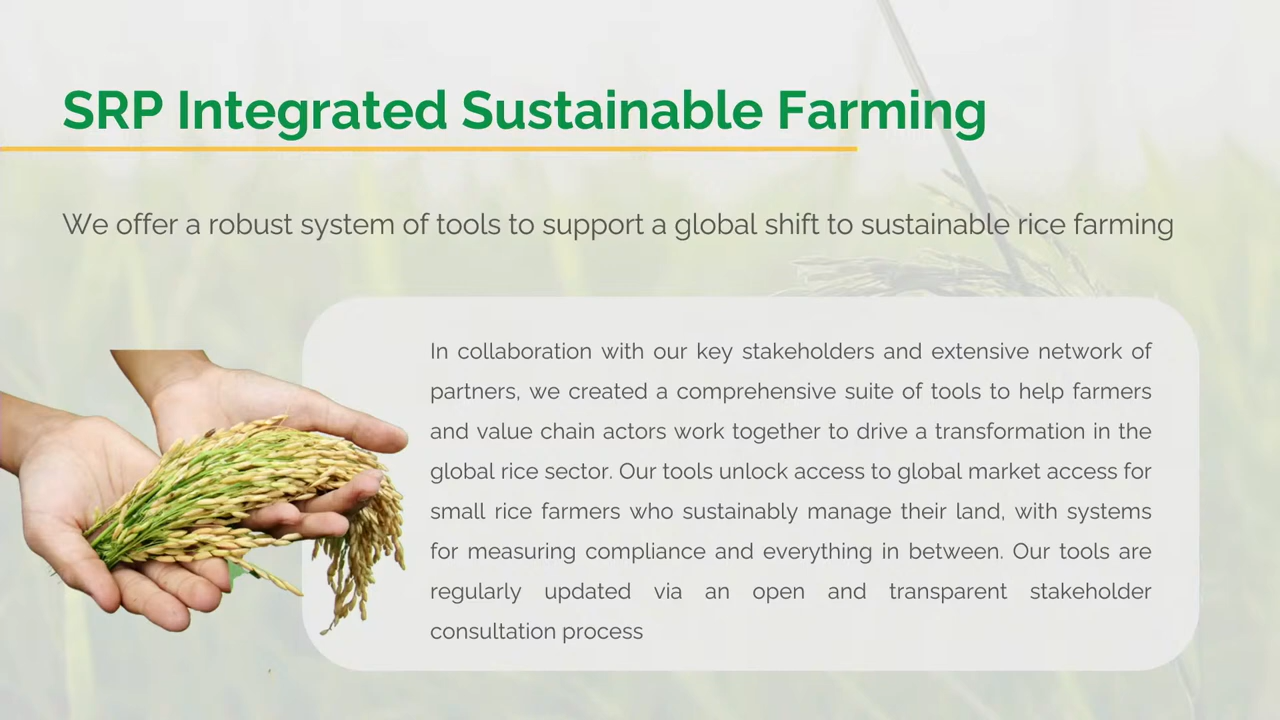 SRP Integrated Sustainable Farming
We offer a robust system of tools to support a global shift to sustainable rice farming
In collaboration with our key stakeholders and extensive network of
partners, we created a comprehensive suite of tools to help farmers
and value chain actors work together to drive a transformation in the
global rice sector. Our tools unlock access to global market access for
small rice farmers who sustainably manage their land, with systems
for measuring compliance and everything in between. Our tools are
regularly updated via an open and transparent stakeholder
consultation process